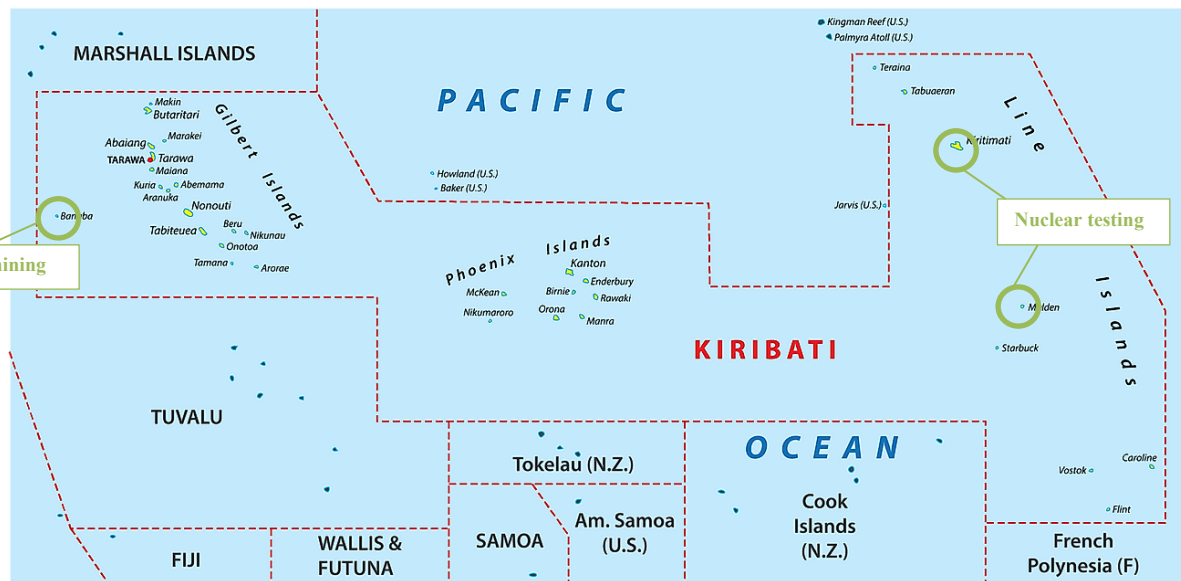 MARSHALL ISLANDS
PACIFIC
OCEAN
KIRIBATI
Gilbert Islands
Makin
Butaritari
Marakei
Abaiang
TARAWA
Tarawa
Maiana
Kuria
Abemama
Aranuka
Nonouti
Banaba
Beru
Nikunau
Tabiteuea
Onotoa
Tamana
Arorae
Howland (U.S.)
Baker (U.S.)
Phoenix Islands
Kanton
McKean
Birnie
Enderbury
Rawaki
Nikumaroro
Orona
Manra
Kingman Reef (U.S.)
Palmyra Atoll (U.S.)
Teraina
Tabuaeran
Line Islands
Kiritimati
Jarvis (U.S.)
Nuclear testing
Malden
Starbuck
Vostok
Caroline
Flint
TUVALU
Tokelau (N.Z.)
FIJI
WALLIS &
FUTUNA
SAMOA
Am. Samoa
(U.S.)
Cook
Islands
(N.Z.)
French
Polynesia (F)